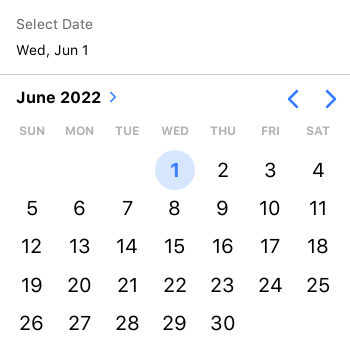 Select Date
Wed, Jun 1
June 2022
SUN MON TUE WED THU FRI SAT
1 2 3 4
5 6 7 8 9 10 11
12 13 14 15 16 17 18
19 20 21 22 23 24 25
26 27 28 29 30